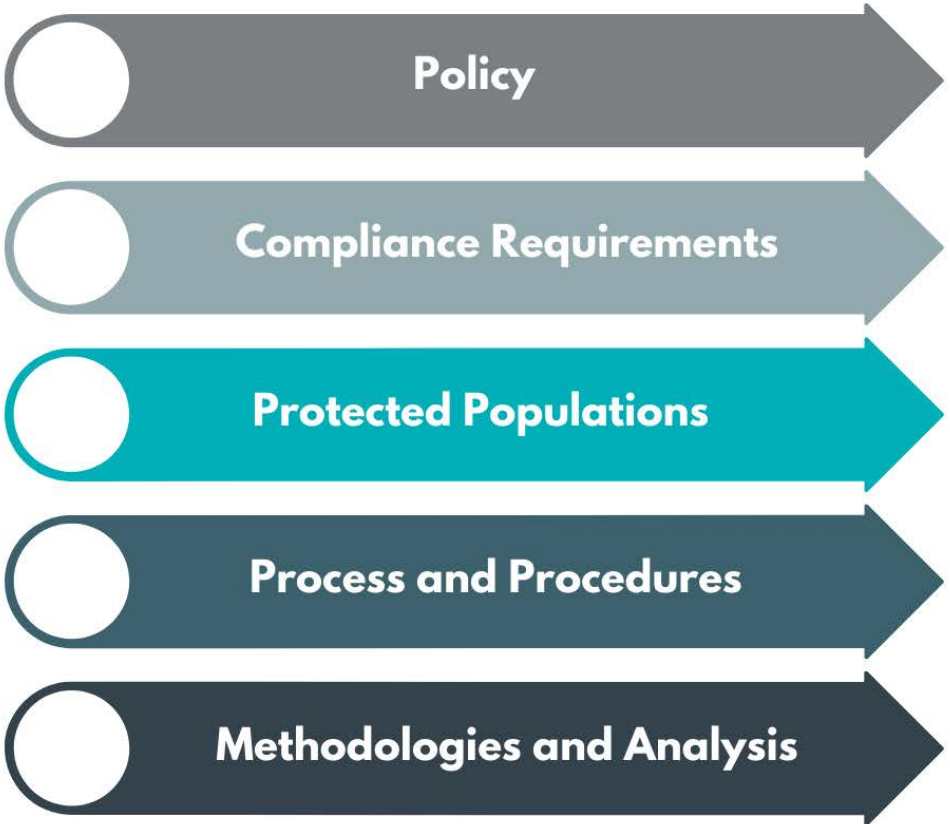 Policy
Compliance Requirements
Protected Populations
Process and Procedures
Methodologies and Analysis